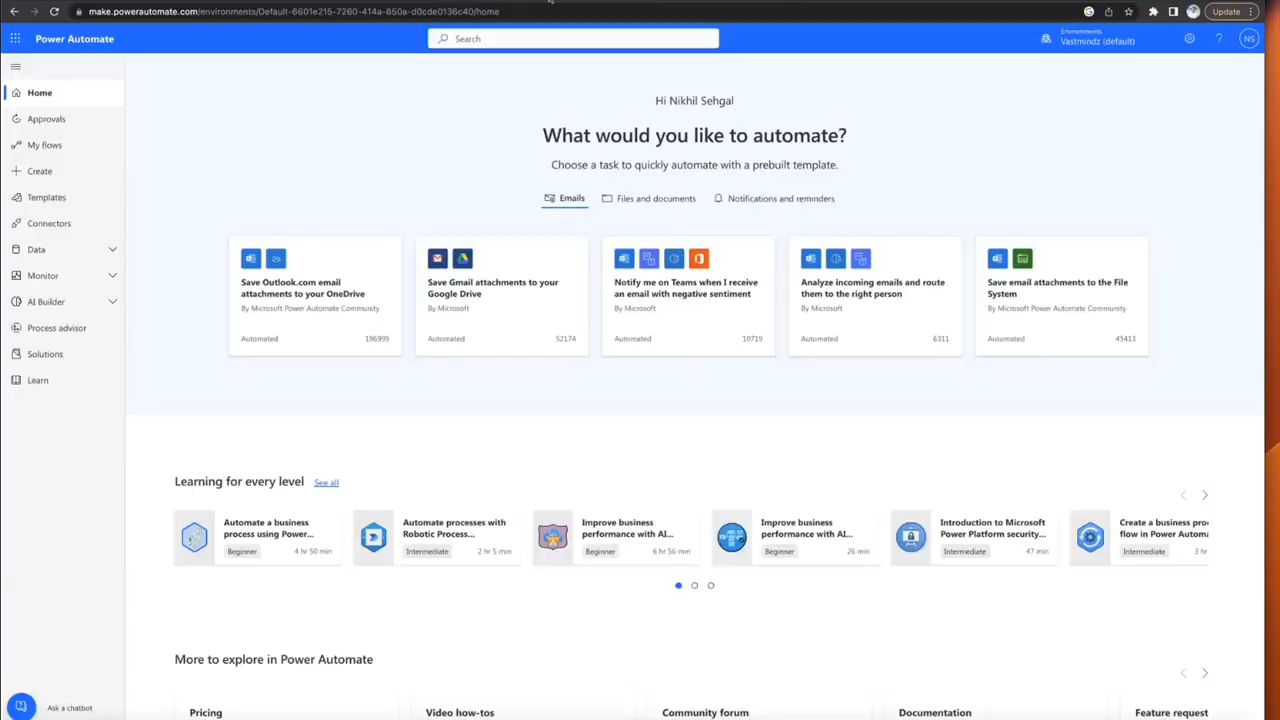 make.powerautomate.com/environments/Default-6601e215-7260-414a-850a-d0cde0136c40/home
Update
Power Automate
Search
Environments
Vastmindz (default)
?
NS
Home
Approvals
My flows
Create
Templates
Connectors
Data
Monitor
AI Builder
Process advisor
Solutions
Learn
Ask a chatbot
Hi Nikhil Sehgal
What would you like to automate?
Choose a task to quickly automate with a prebuilt template.
Emails
Files and documents
Notifications and reminders
Save Outlook.com email
attachments to your OneDrive
By Microsoft Power Automate Community
Automated
196999
Save Gmail attachments to your
Google Drive
By Microsoft
Automated
52174
Notify me on Teams when I receive
an email with negative sentiment
By Microsoft
Automated
10719
Analyze incoming emails and route
them to the right person
By Microsoft
Automated
6311
Save email attachments to the File
System
By Microsoft Power Automate Community
Automated
45413
Learning for every level
See all
Automate a business
process using Power...
Beginner
4 hr 50 min
Automate processes with
Robotic Process...
Intermediate
2 hr 5 min
Improve business
performance with AI...
Beginner
6 hr 56 min
Improve business
performance with AI...
Beginner
26 min
Introduction to Microsoft
Power Platform security...
Intermediate
47 min
Create a business pro
flow in Power Automa
Intermediate
3 hr
More to explore in Power Automate
Pricing
Video how-tos
Community forum
Documentation
Feature request